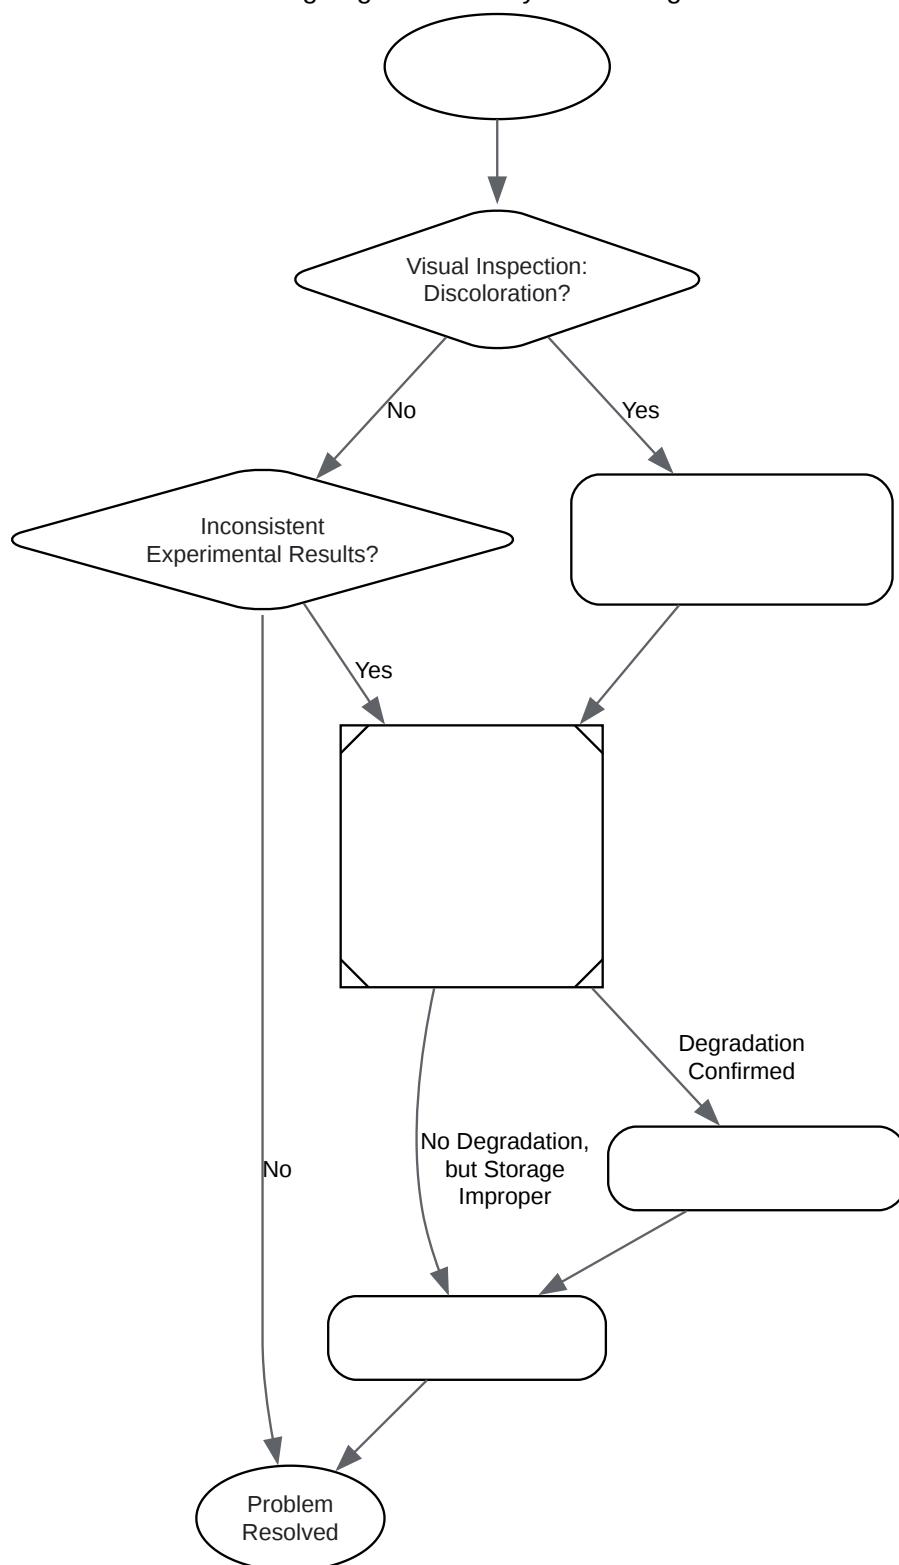 Visual Inspection:
Discoloration?
No
Yes
Inconsistent
Experimental Results?
Yes
Degradation
Confirmed
No Degradation,
but Storage
Improper
No
Problem
Resolved